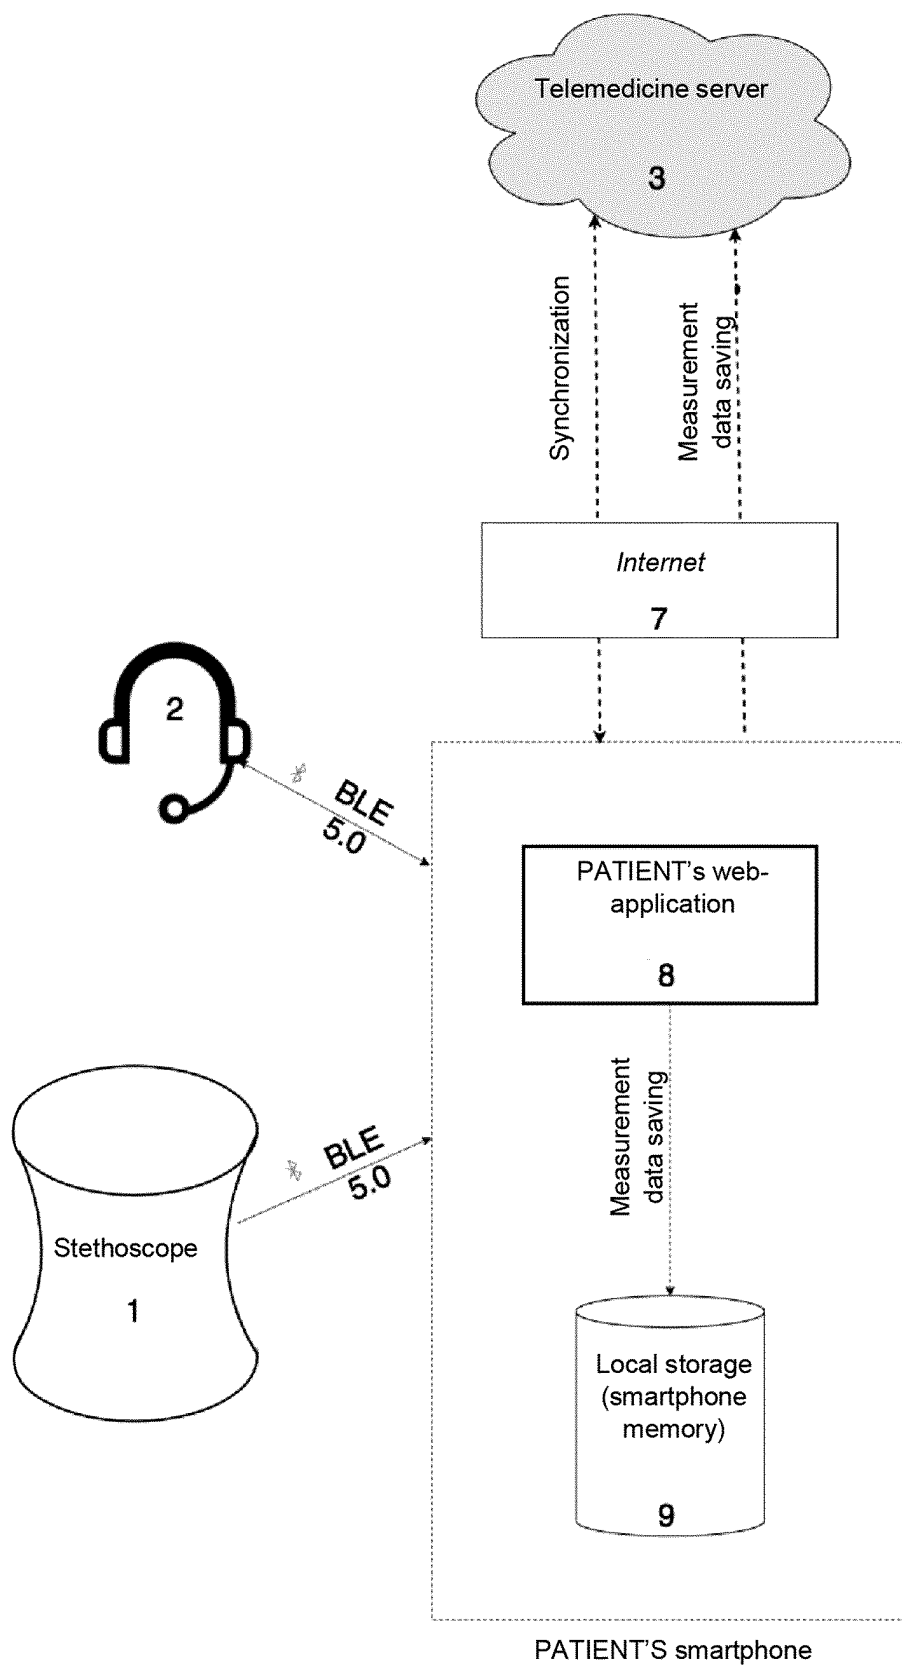 Telemedicine server
3
Synchronization
Measurement
data saving
Internet
7
2
BLE
5.0
PATIENT’s web-
application
8
Measurement
data saving
BLE
5.0
Stethoscope
1
Local storage
(smartphone
memory)
9
PATIENT’S smartphone